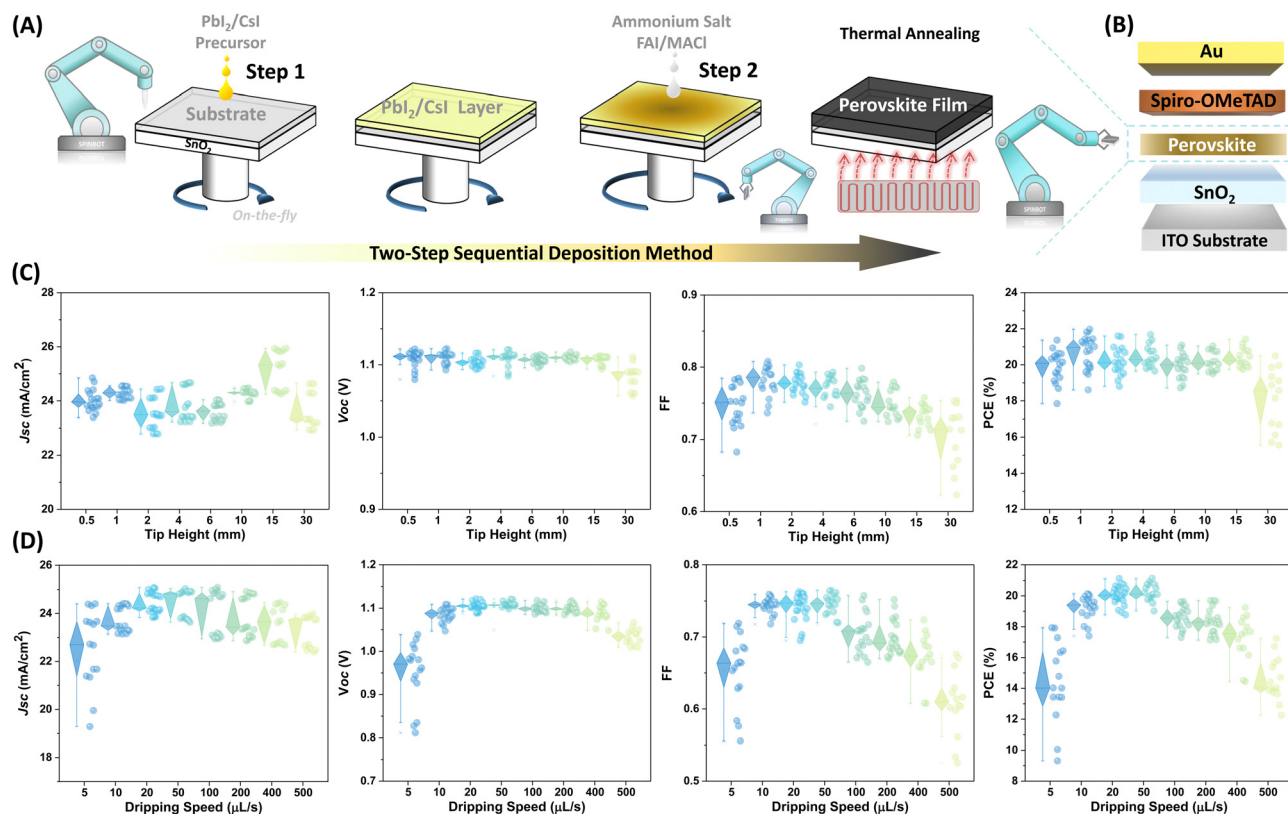 (A)
PbI₂/CsI
Precursor
Step 1
Substrate
SnO₂
SPINBOT
On-the-fly
PbI₂/CsI Layer
Ammonium Salt
FAI/MACl
Step 2
Thermal Annealing
Perovskite Film
SPINBOT
Two-Step Sequential Deposition Method
(B)
Au
Spiro-OMeTAD
Perovskite
SnO₂
ITO Substrate
(C)
Jsc (mA/cm²)
28
26
24
22
20
0.5 1 2 4 6 10 15 30
Tip Height (mm)
Voc (V)
1.2
1.1
1.0
0.9
0.5 1 2 4 6 10 15 30
Tip Height (mm)
FF
0.9
0.8
0.7
0.6
0.5 1 2 4 6 10 15 30
Tip Height (mm)
PCE (%)
24
22
20
18
16
14
12
0.5 1 2 4 6 10 15 30
Tip Height (mm)
(D)
Jsc (mA/cm²)
26
24
22
20
17
5 10 20 50 100 200 400 500
Dripping Speed (μL/s)
Voc (V)
1.2
1.1
1.0
0.9
0.8
0.7
5 10 20 50 100 200 400 500
Dripping Speed (μL/s)
FF
0.8
0.7
0.6
0.5
5 10 20 50 100 200 400 500
Dripping Speed (μL/s)
PCE (%)
22
20
18
16
14
12
10
8
5 10 20 50 100 200 400 500
Dripping Speed (μL/s)